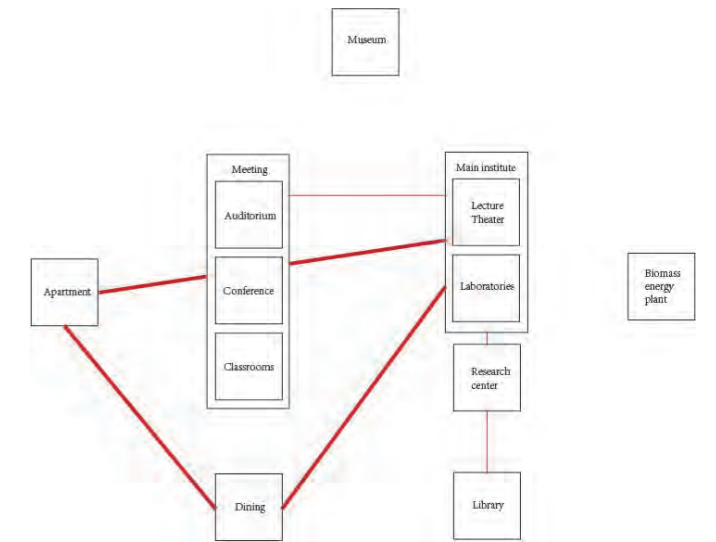 Museum
Meeting
Main institute
Auditorium
Lecture
Theater
Apartment
Conference
Laboratories
Biomass
energy
plant
Classrooms
Research
center
Dining
Library